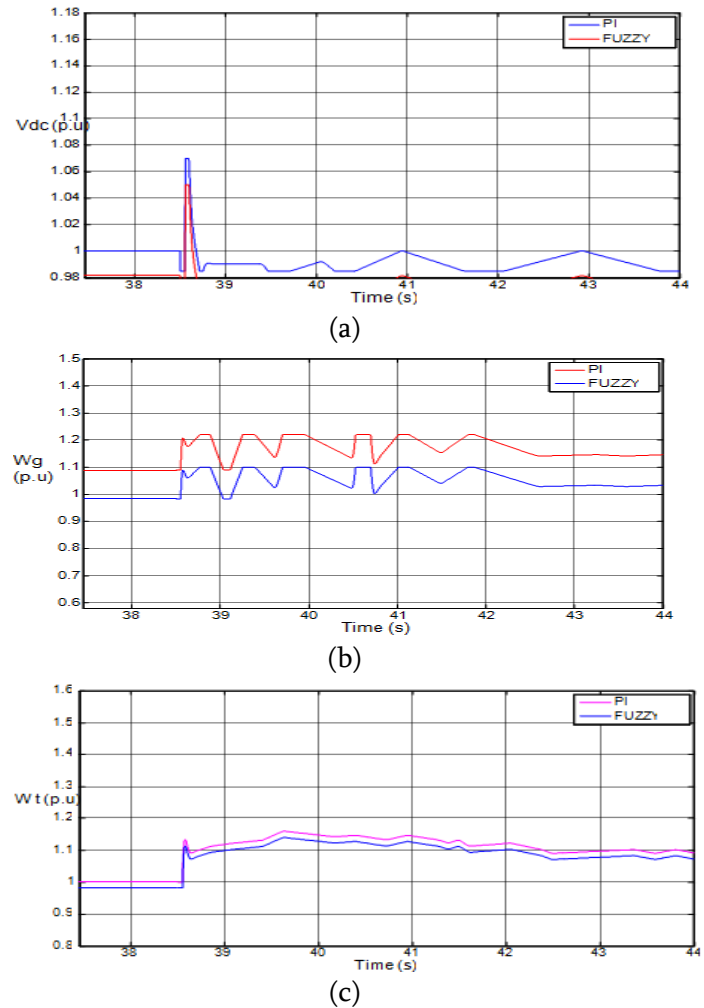 1.18
1.16
1.14
1.12
1.1
Vdc (p.u)
1.08
1.06
1.04
1.02
1
0.98
PI
FUZZY
38 39 40 41 42 43 44
Time (s)
(a)
1.5
1.4
1.3
1.2
Wg
(p.u)
1.1
1
0.9
0.8
0.7
0.6
PI
FUZZY
38 39 40 41 42 43 44
Time (s)
(b)
1.6
1.5
1.4
1.3
Wt (p.u)
1.2
1.1
1
0.9
0.8
PI
FUZZY
38 39 40 41 42 43 44
Time (s)
(c)